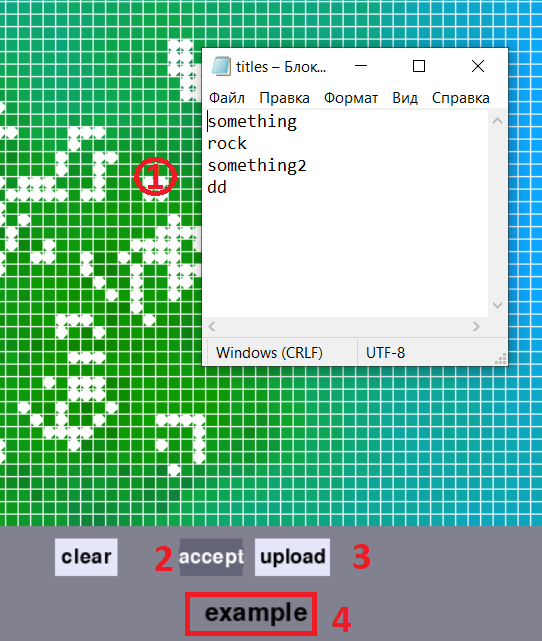 titles – Блок...
Файл Правка Формат Вид Справка
something
rock
something2
dd
1
Windows (CRLF) UTF-8
clear 2 accept upload 3
example 4